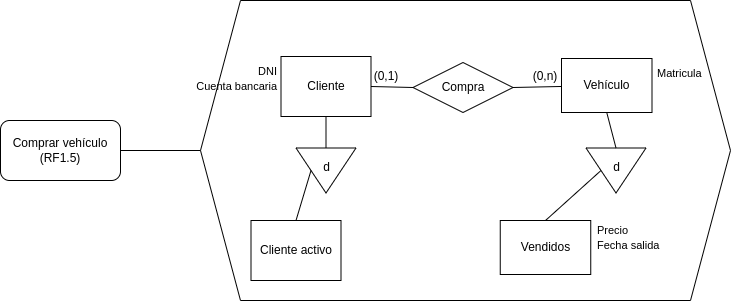 Comprar vehículo
(RF1.5)
DNI
Cuenta bancaria
Cliente
(0,1)
Compra
(0,n)
Vehículo
Matricula
d
d
Cliente activo
Vendidos
Precio
Fecha salida